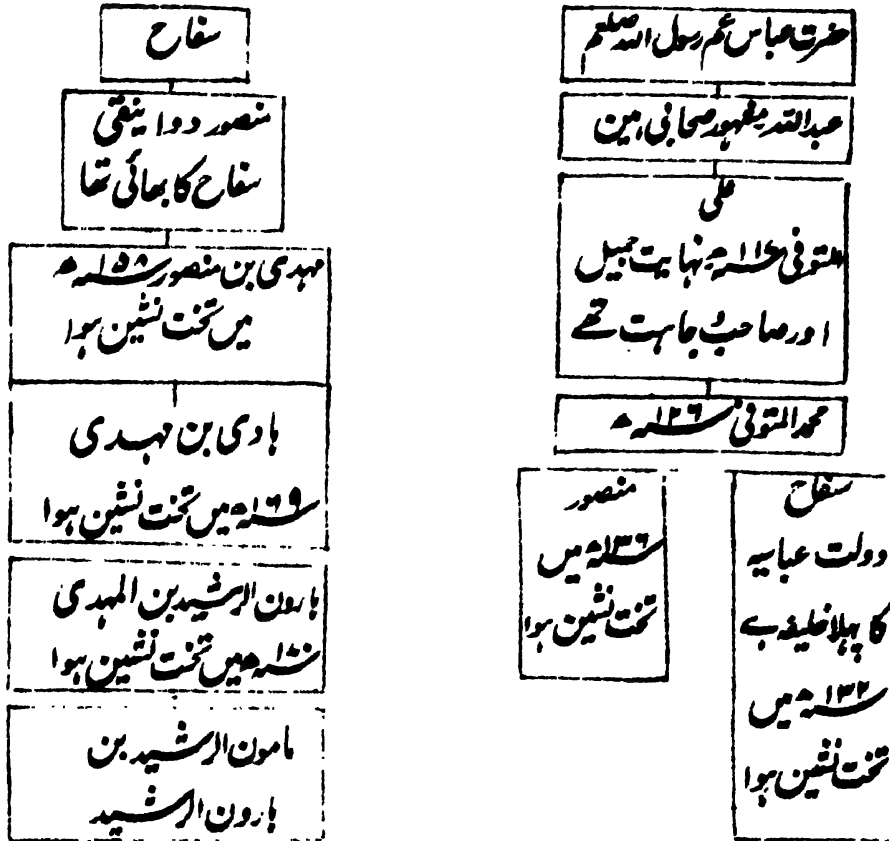 حضرت عباس عم رسول اللہ صلعم
عبداللہ مشہور صحابی ہیں
علی
المتوفی ۱۱۷ھ نہایت جمیل
اور صاحب وجاہت تھے
محمد المتوفی ۱۲۶ھ
سفاح
دولت عباسیہ
کا پہلا خلیفہ ہے
۱۳۲ھ میں
تخت نشین ہوا
منصور
۱۳۶ھ میں
تخت نشین ہوا
سفاح
منصور دوانیقی
سفاح کا بھائی تھا
مہدی بن منصور ۱۵۸ھ
میں تخت نشین ہوا
ہادی بن مہدی
۱۶۹ھ میں تخت نشین ہوا
ہارون الرشید بن المہدی
۱۷۰ھ میں تخت نشین ہوا
مامون الرشید بن
ہارون الرشید